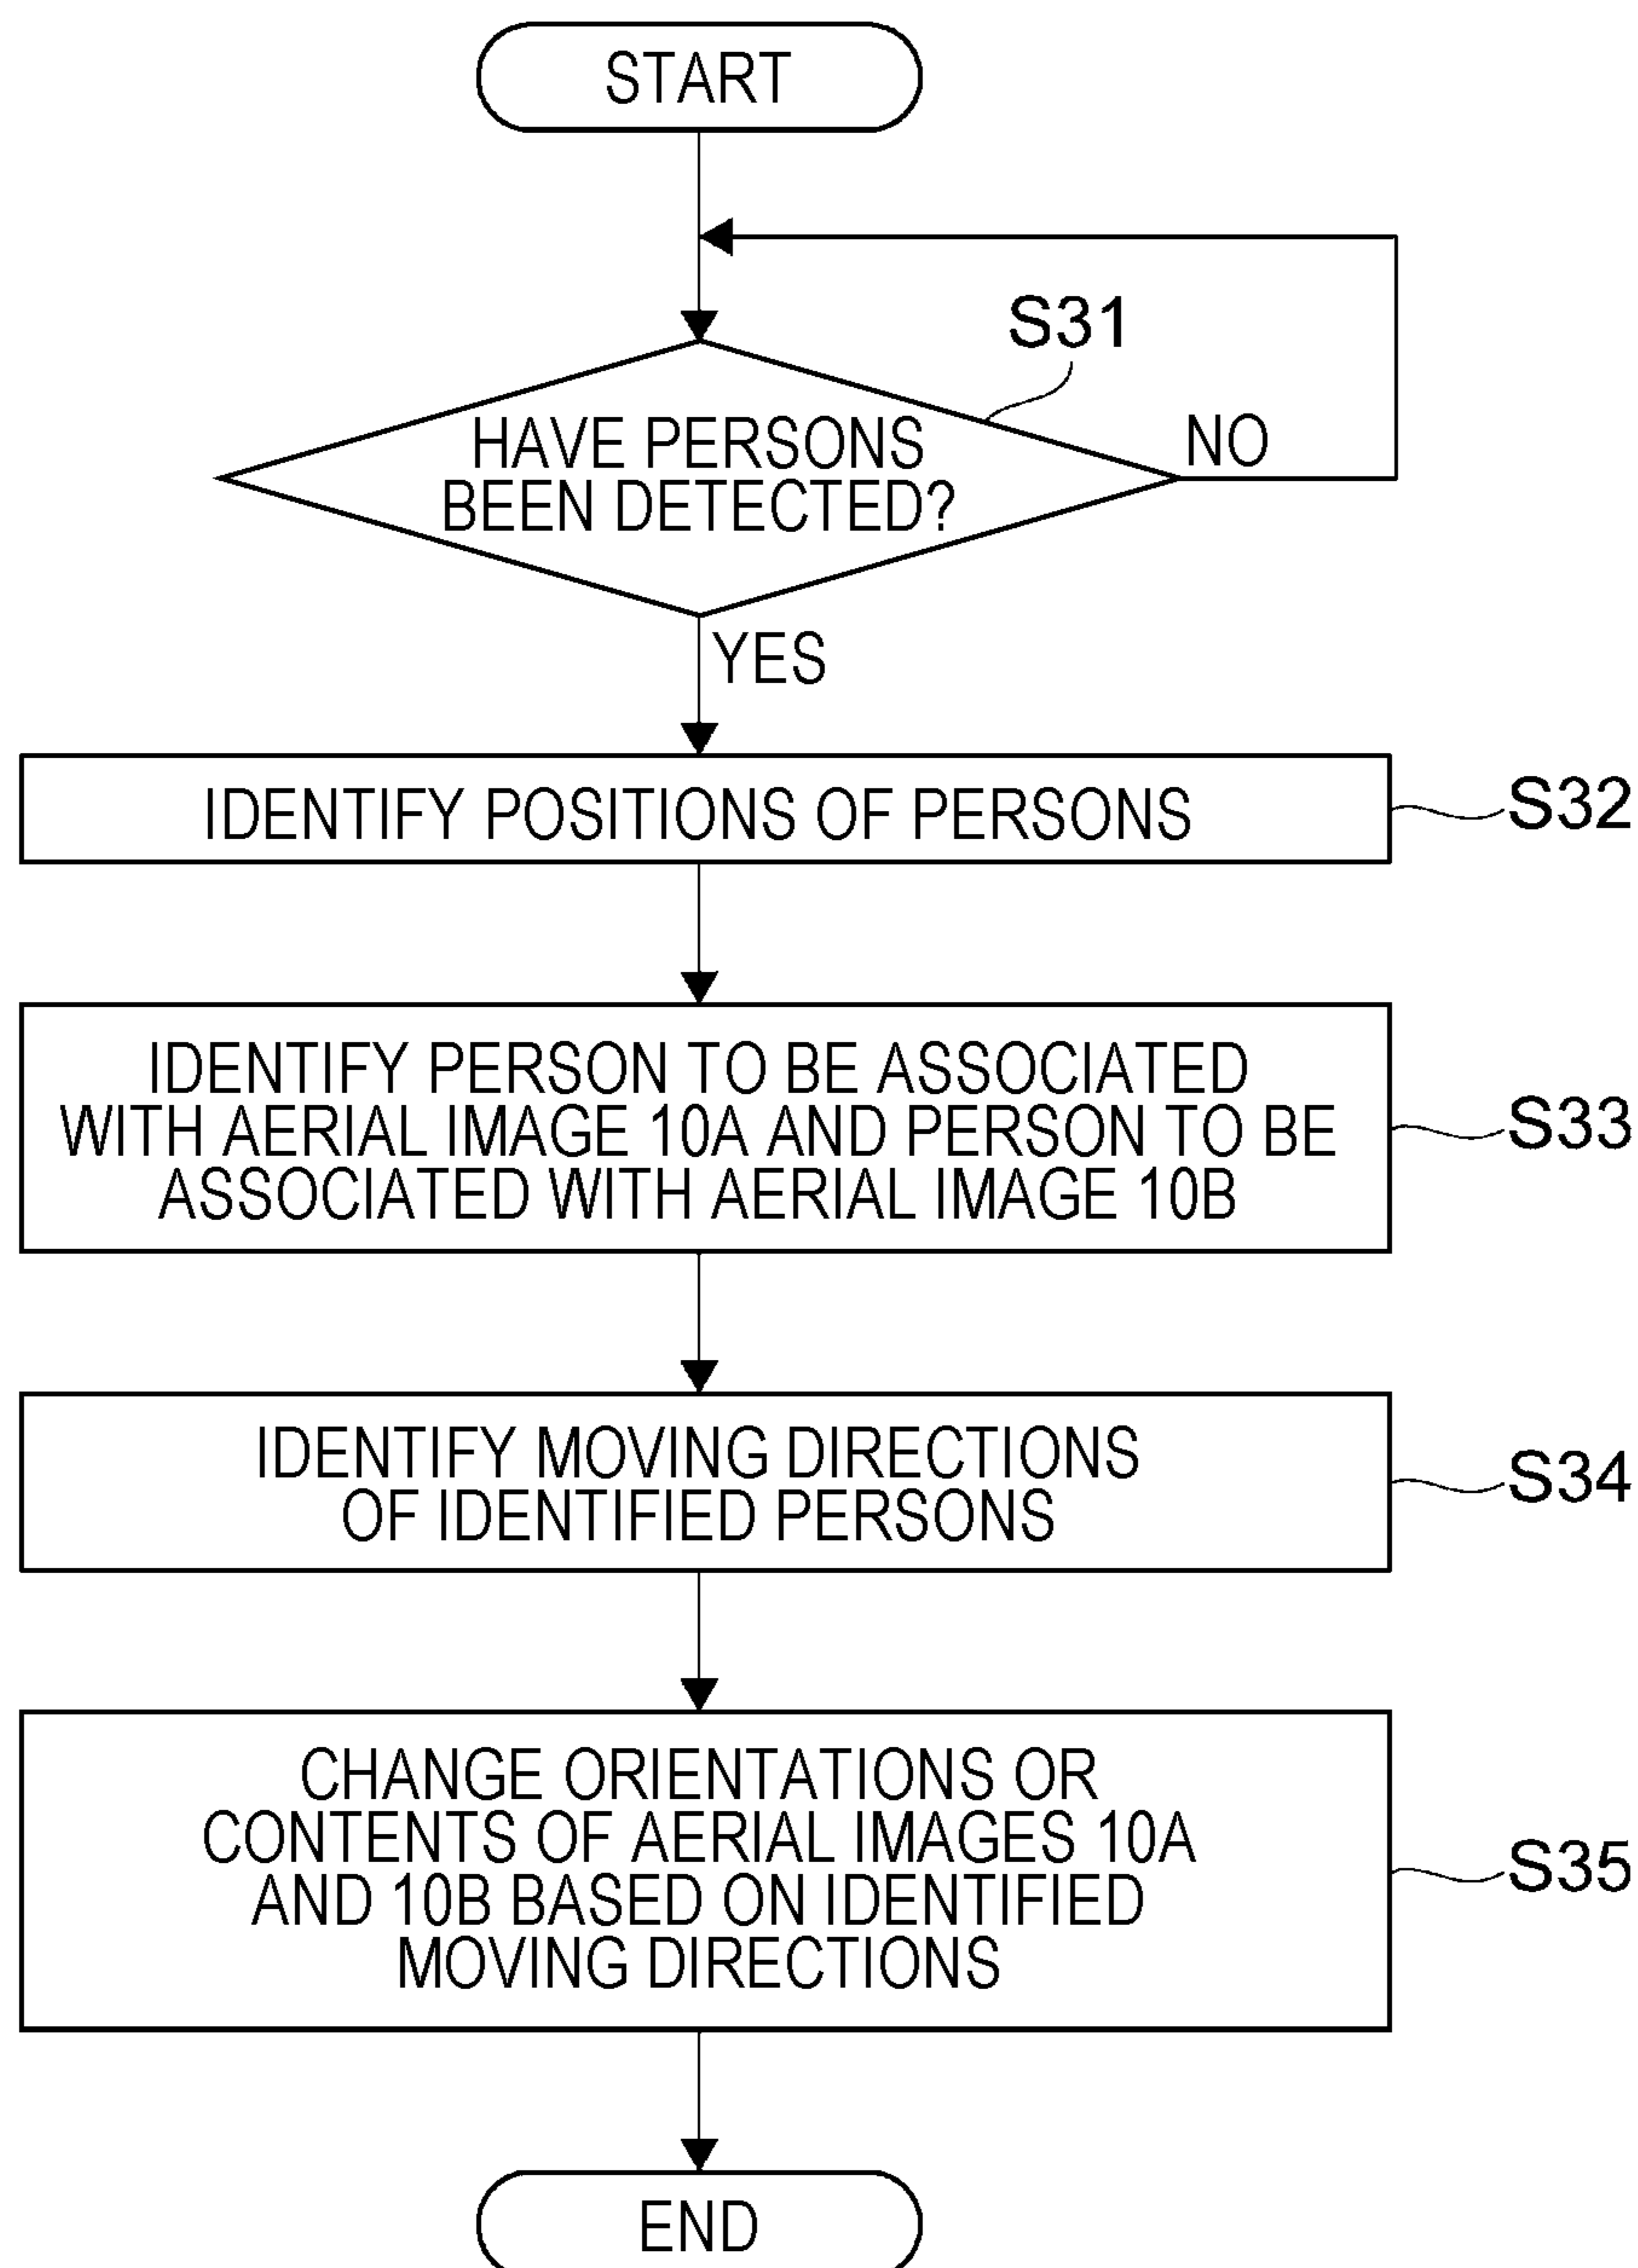 START
S31
HAVE PERSONS
BEEN DETECTED?
NO
YES
IDENTIFY POSITIONS OF PERSONS
S32
IDENTIFY PERSON TO BE ASSOCIATED
WITH AERIAL IMAGE 10A AND PERSON TO BE
ASSOCIATED WITH AERIAL IMAGE 10B
S33
IDENTIFY MOVING DIRECTIONS
OF IDENTIFIED PERSONS
S34
CHANGE ORIENTATIONS OR
CONTENTS OF AERIAL IMAGES 10A
AND 10B BASED ON IDENTIFIED
MOVING DIRECTIONS
S35
END